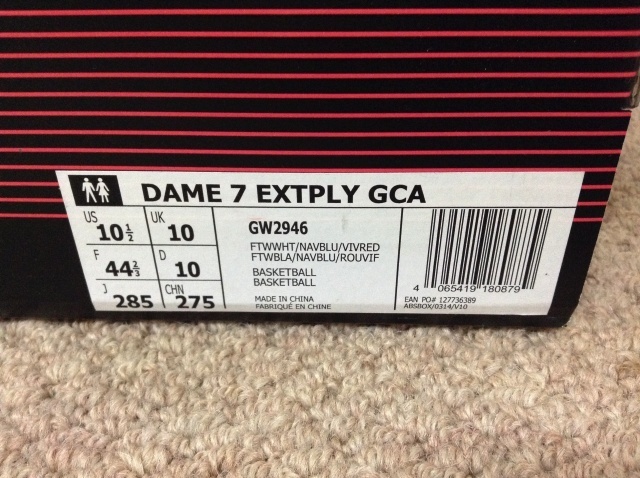 DAME 7 EXTPLY GCA
US 10½ UK 10
F 44⅔ D 10
J 285 CHN 275
GW2946
FTWWHT/NAVBLU/VIVRED
FTWBLA/NAVBLU/ROUVIF
BASKETBALL
BASKETBALL
MADE IN CHINA
FABRIQUÉ EN CHINE
4 065419 180879
EAN PO# 127736389
ABSBOX/0314/V10